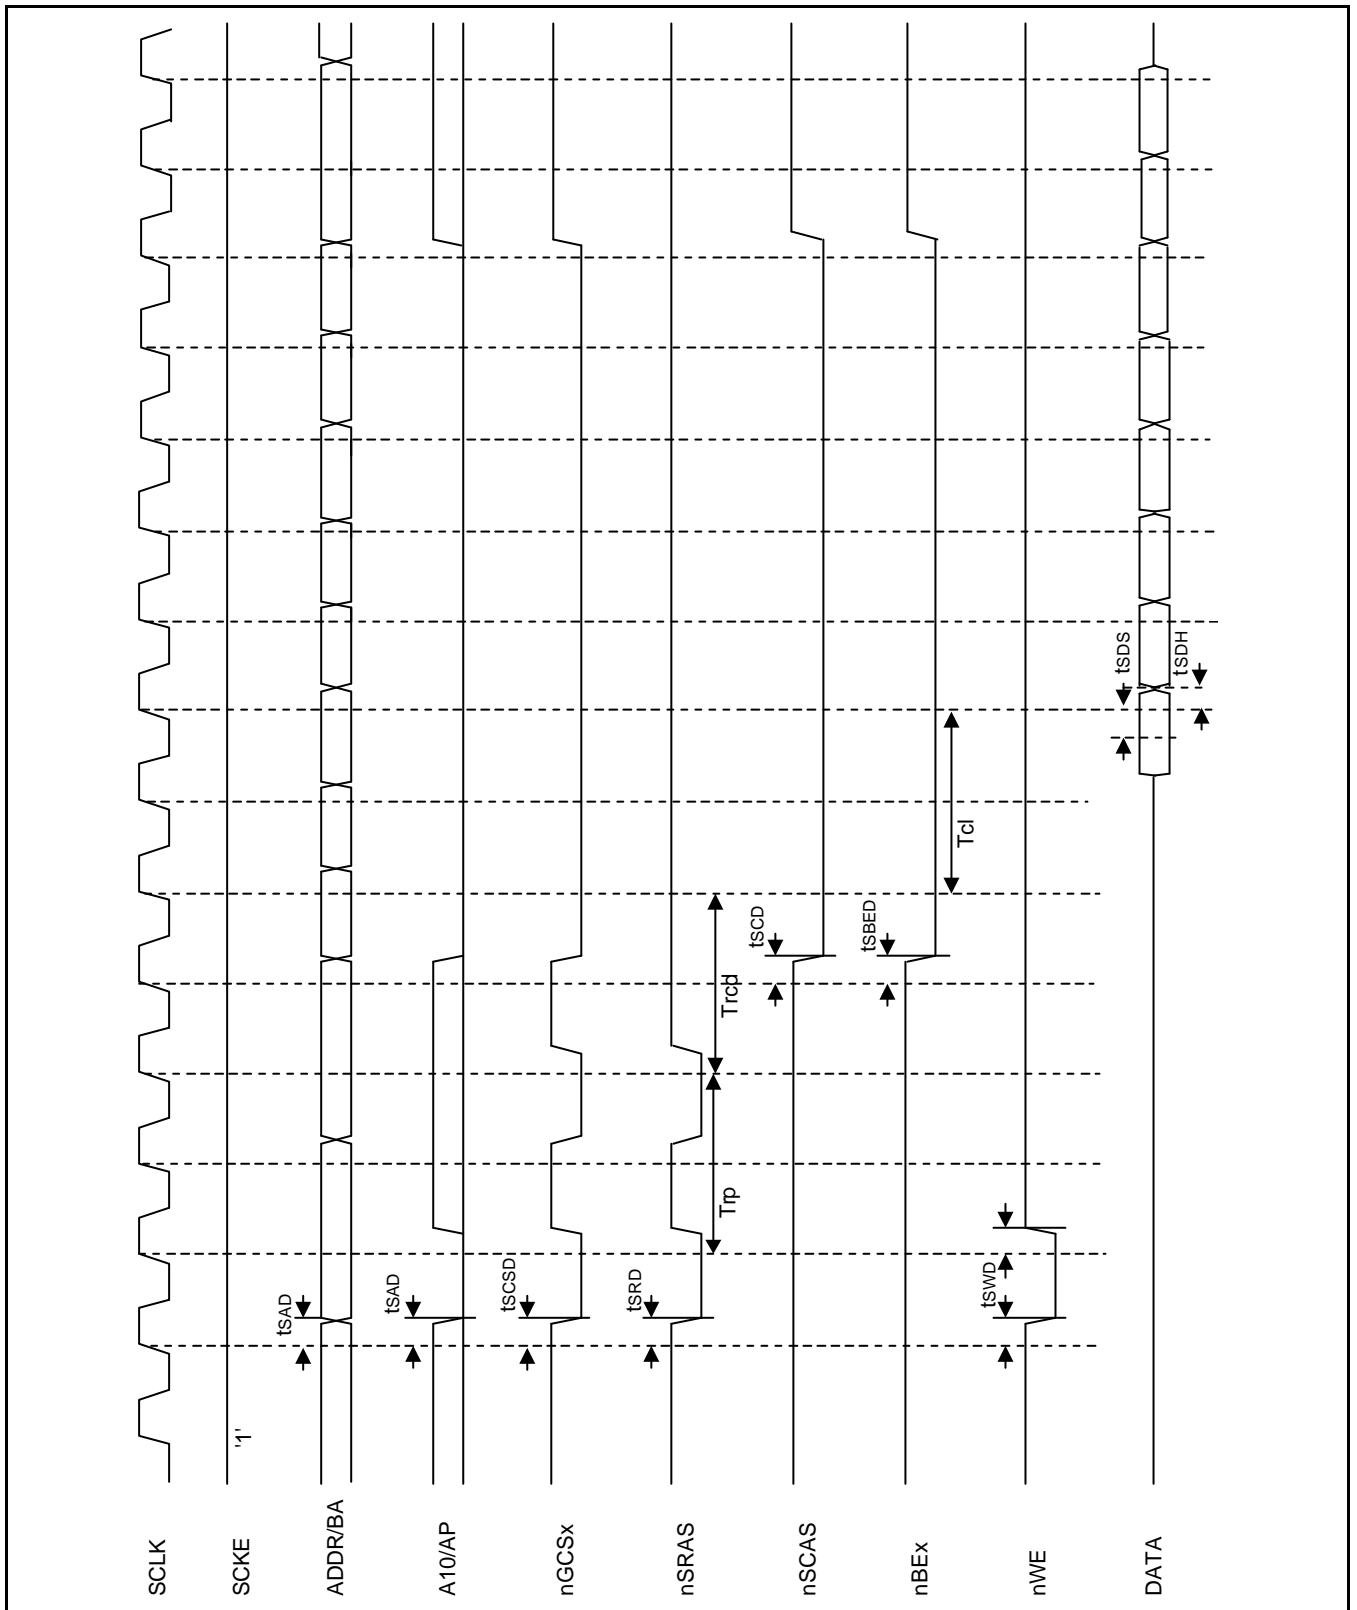 SCLK
SCKE
'1'
ADDR/BA
tSAD
A10/AP
tSAD
nGCSx
tSCSD
nSRAS
tSRD
Trp
Trcd
nSCAS
tSCD
nBEx
tSBED
Tcl
nWE
tSWD
DATA
tSDS
tSDH